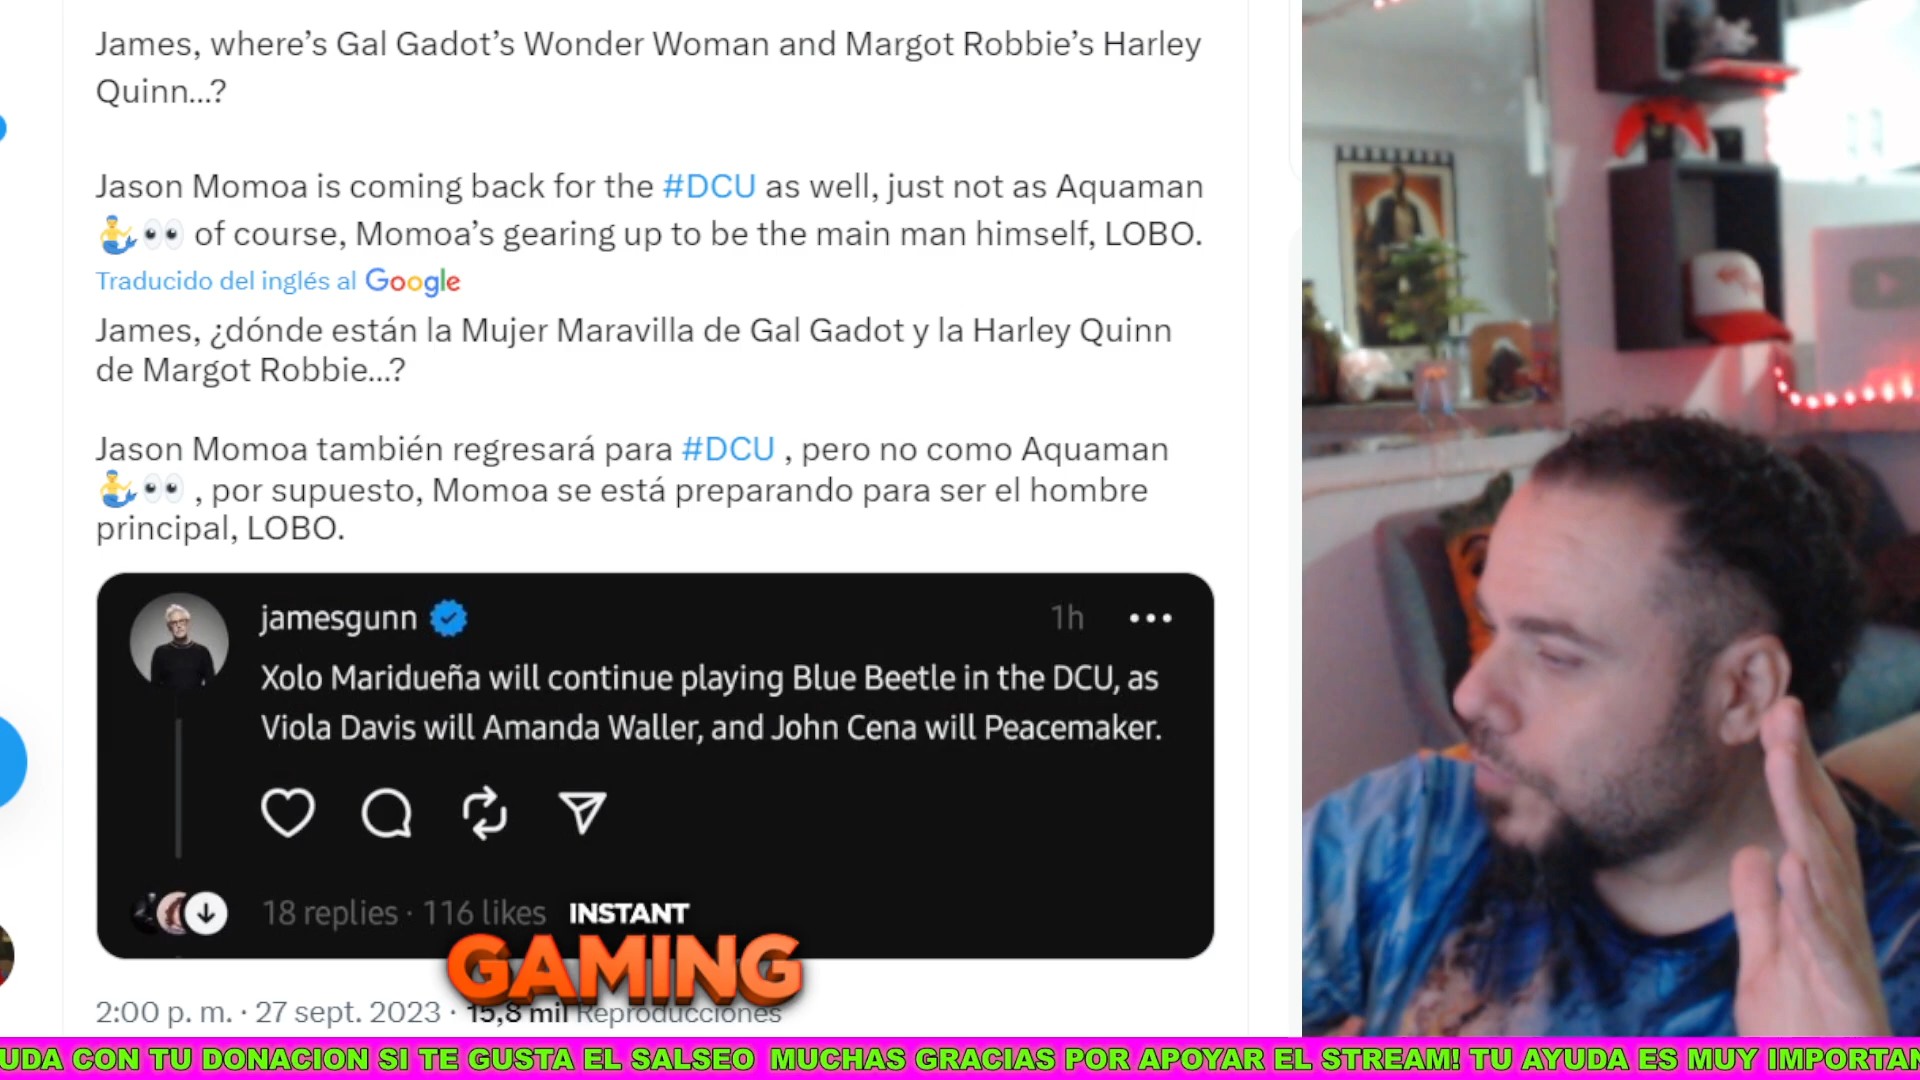 James, where’s Gal Gadot’s Wonder Woman and Margot Robbie’s Harley
Quinn...?
Jason Momoa is coming back for the #DCU as well, just not as Aquaman
🧜‍♂️👀 of course, Momoa’s gearing up to be the main man himself, LOBO.
Traducido del inglés al Google
James, ¿dónde están la Mujer Maravilla de Gal Gadot y la Harley Quinn
de Margot Robbie...?
Jason Momoa también regresará para #DCU , pero no como Aquaman
🧜‍♂️👀 , por supuesto, Momoa se está preparando para ser el hombre
principal, LOBO.
jamesgunn 1h
Xolo Maridueña will continue playing Blue Beetle in the DCU, as
Viola Davis will Amanda Waller, and John Cena will Peacemaker.
18 replies · 116 likes
INSTANT
GAMING
2:00 p. m. · 27 sept. 2023 · 15,8 mil Reproducciones
UDA CON TU DONACION SI TE GUSTA EL SALSEO MUCHAS GRACIAS POR APOYAR EL STREAM! TU AYUDA ES MUY IMPORTAN